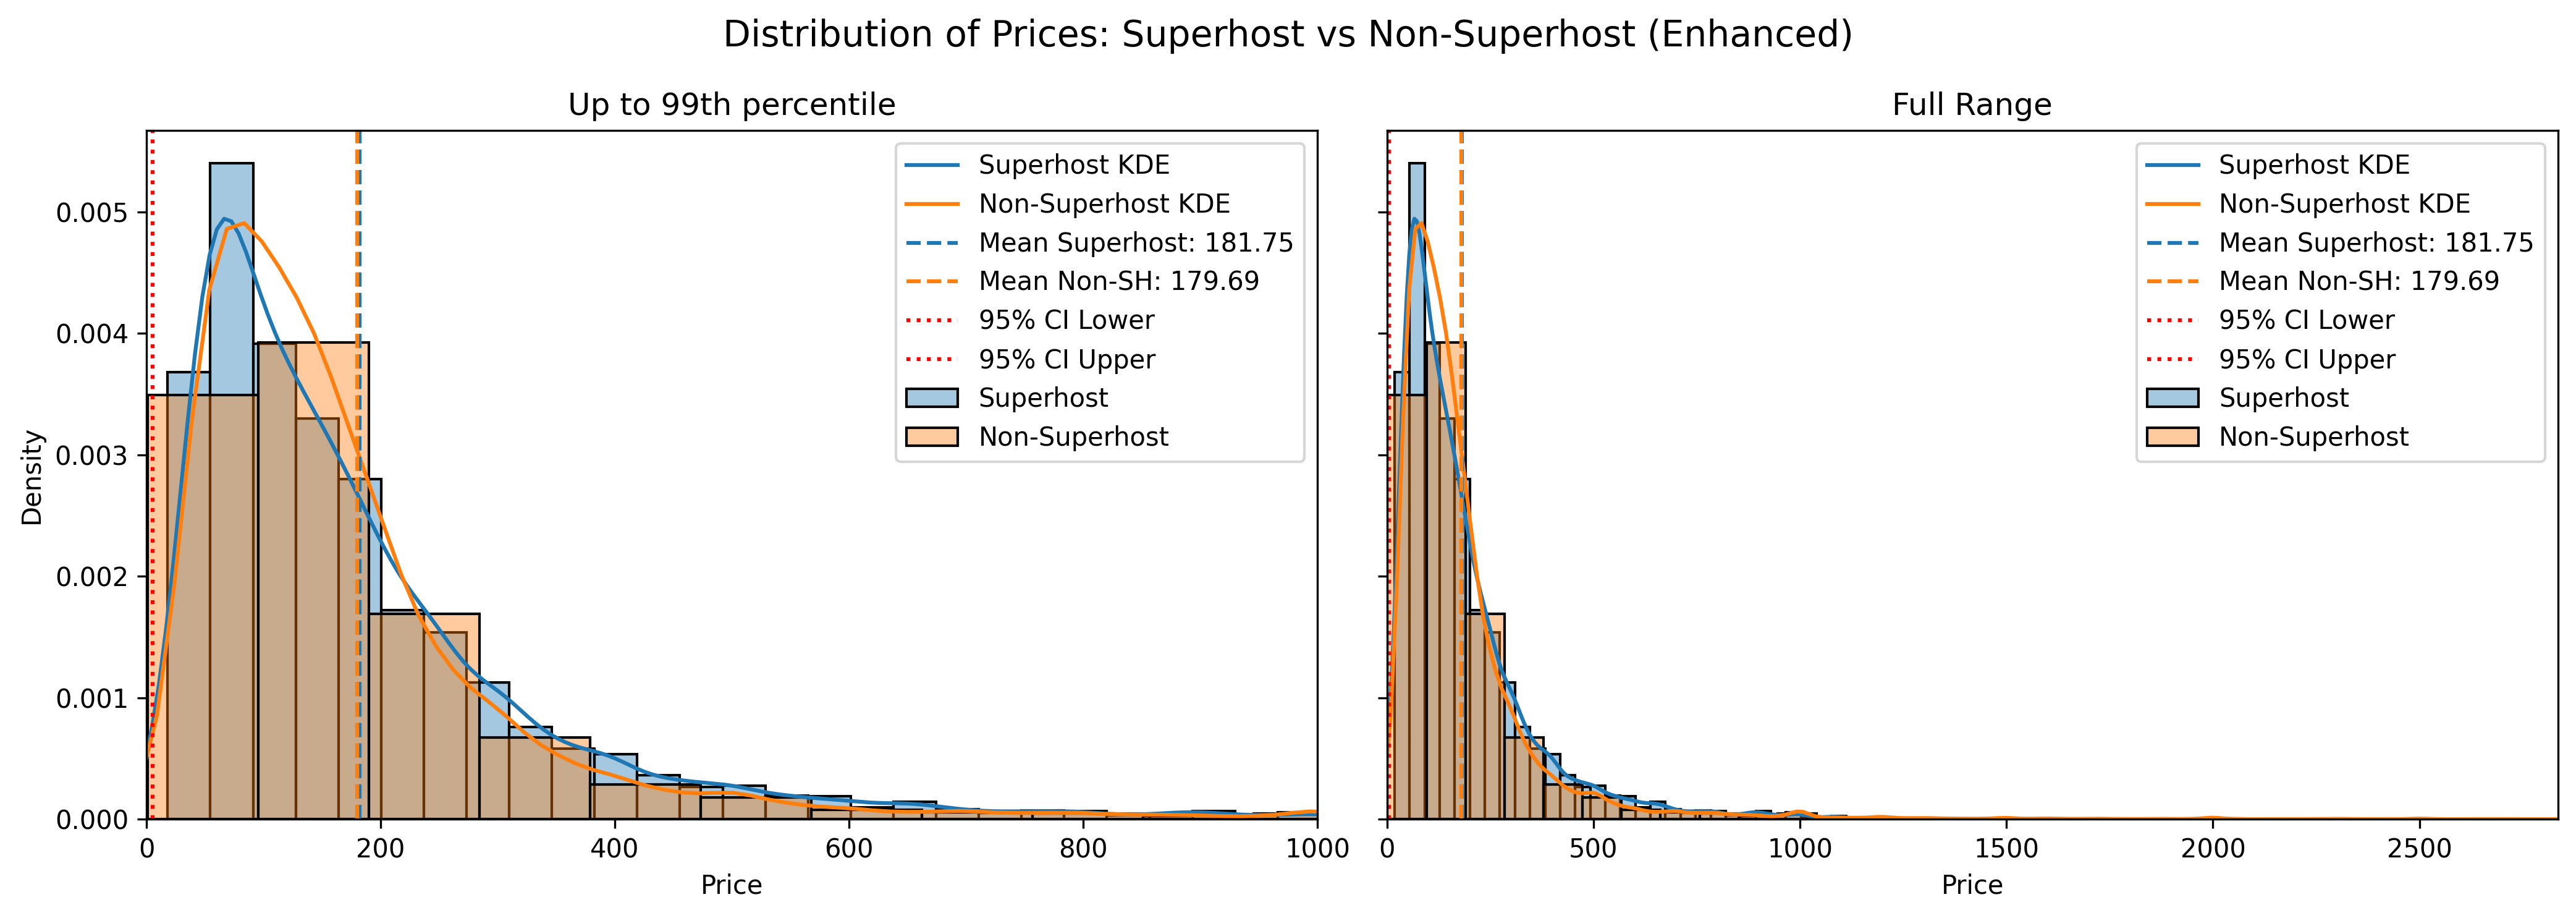 Distribution of Prices: Superhost vs Non-Superhost (Enhanced)
Up to 99th percentile
Superhost KDE
Non-Superhost KDE
Mean Superhost: 181.75
Mean Non-SH: 179.69
95% CI Lower
95% CI Upper
Superhost
Non-Superhost
Density
0.005
0.004
0.003
0.002
0.001
0.000
0 200 400 600 800 1000
Price
Full Range
Superhost KDE
Non-Superhost KDE
Mean Superhost: 181.75
Mean Non-SH: 179.69
95% CI Lower
95% CI Upper
Superhost
Non-Superhost
0 500 1000 1500 2000 2500
Price